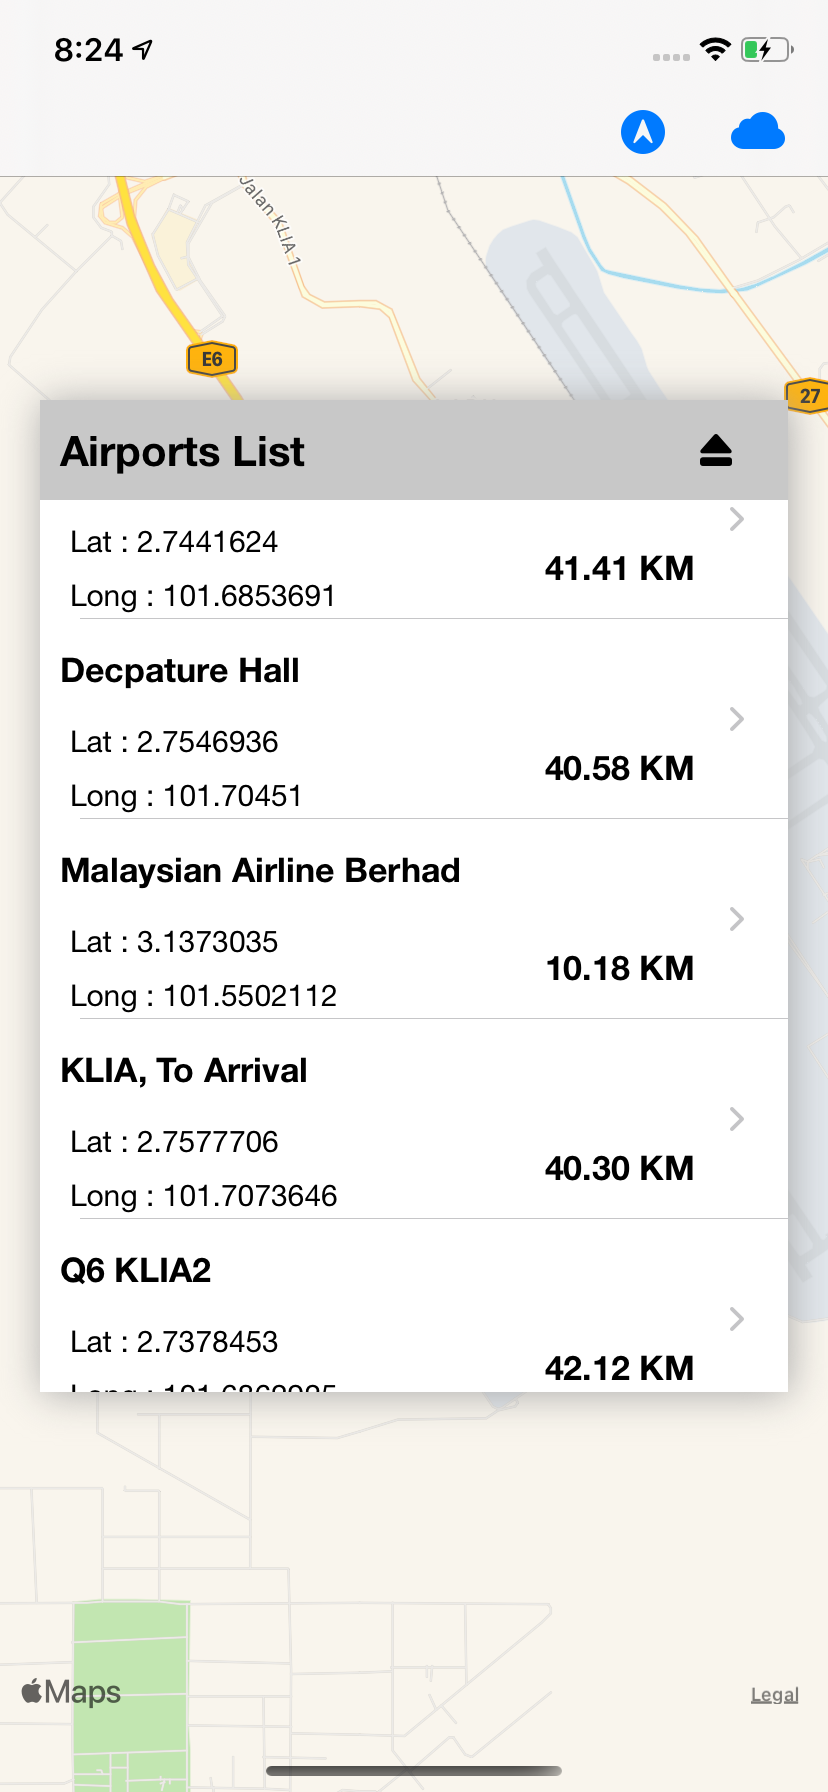 8:24
Jalan KLIA 1
E6
27
Airports List
Lat : 2.7441624
41.41 KM
Long : 101.6853691
Decpature Hall
Lat : 2.7546936
40.58 KM
Long : 101.70451
Malaysian Airline Berhad
Lat : 3.1373035
10.18 KM
Long : 101.5502112
KLIA, To Arrival
Lat : 2.7577706
40.30 KM
Long : 101.7073646
Q6 KLIA2
Lat : 2.7378453
42.12 KM
Maps
Legal